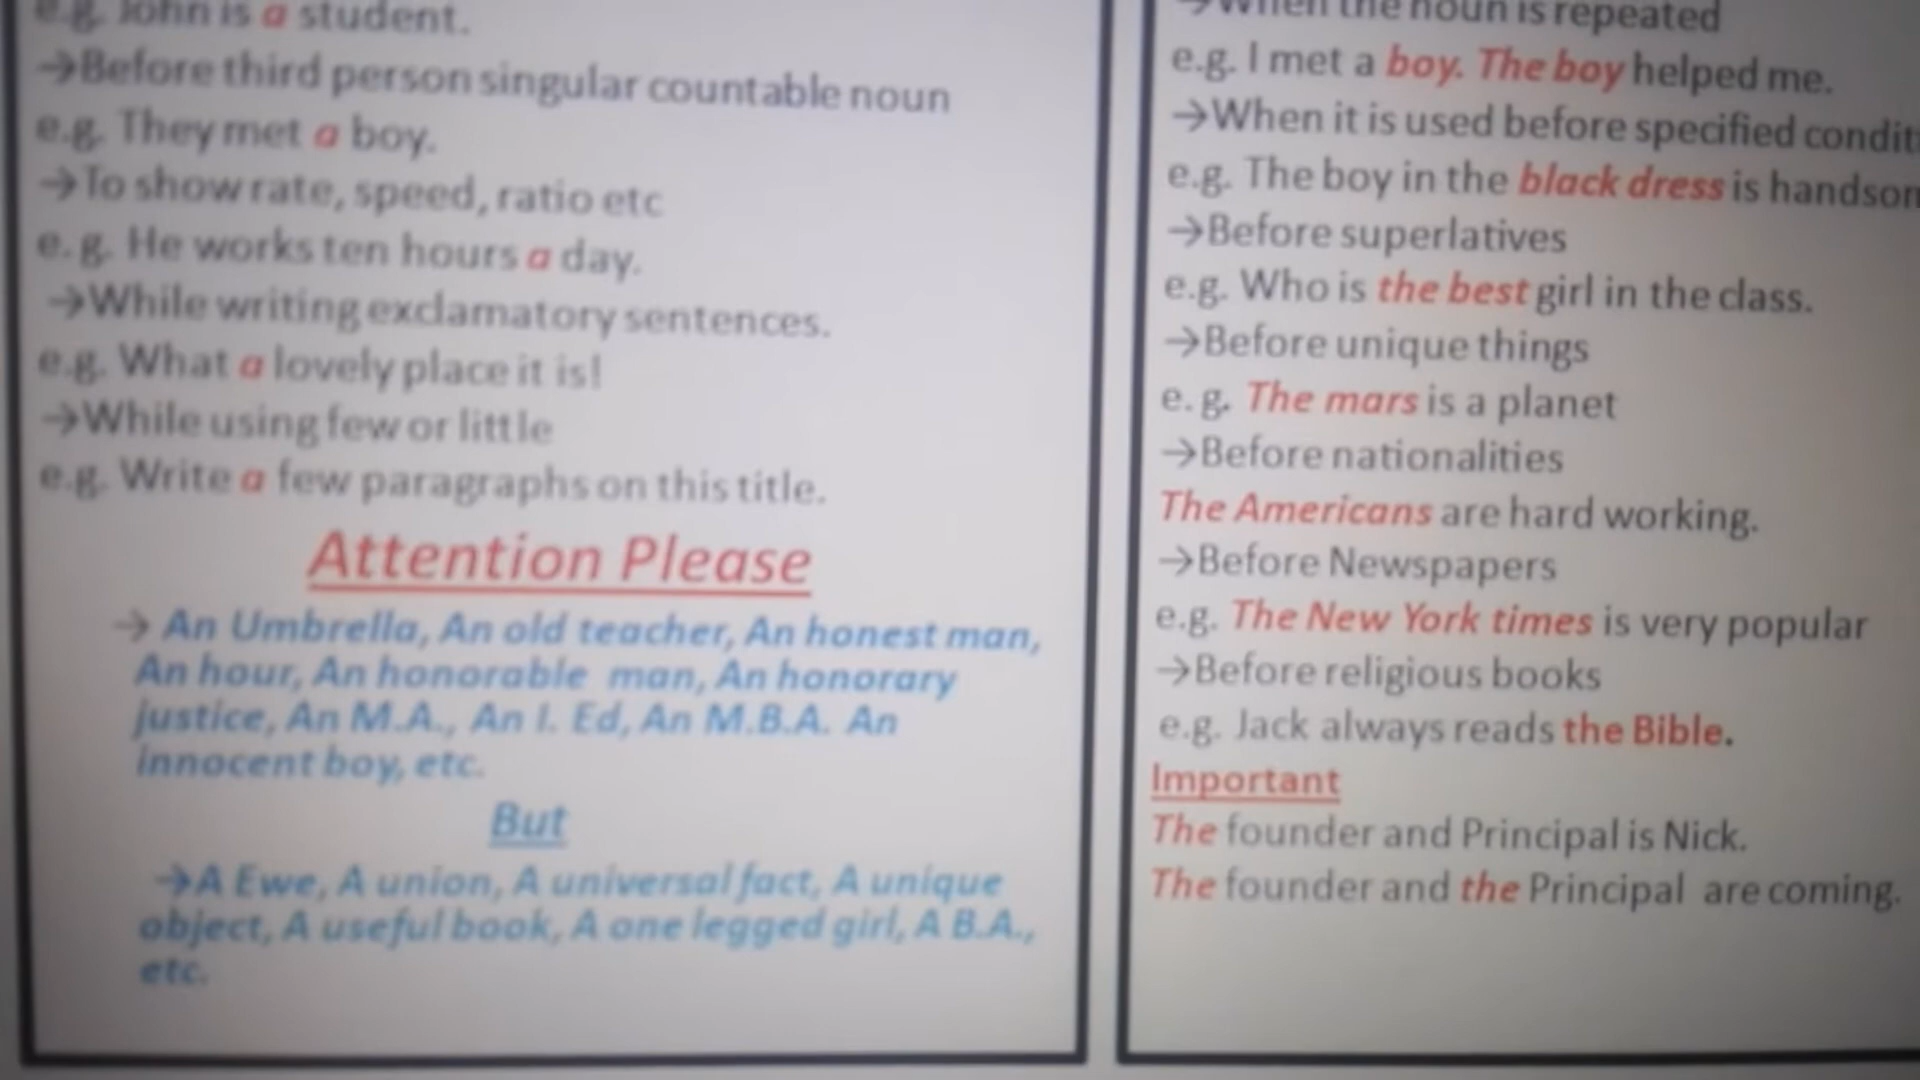 e.g. John is a student.
→Before third person singular countable noun
e.g. They met a boy.
→To show rate, speed, ratio etc
e. g. He works ten hours a day.
→While writing exclamatory sentences.
e.g. What a lovely place it is!
→While using few or little
e.g. Write a few paragraphs on this title.
Attention Please
→ An Umbrella, An old teacher, An honest man,
An hour, An honorable man, An honorary
justice, An M.A., An I. Ed, An M.B.A. An
innocent boy, etc.
But
→A Ewe, A union, A universal fact, A unique
object, A useful book, A one legged girl, A B.A.,
etc.
→When the noun is repeated
e.g. I met a boy. The boy helped me.
→When it is used before specified
e.g. The boy in the black dress is
→Before superlatives
e.g. Who is the best girl in the class.
→Before unique things
e. g. The mars is a planet
→Before nationalities
The Americans are hard working.
→Before Newspapers
e.g. The New York times is very popular
→Before religious books
e.g. Jack always reads the Bible.
Important
The founder and Principal is Nick.
The founder and the Principal are coming.